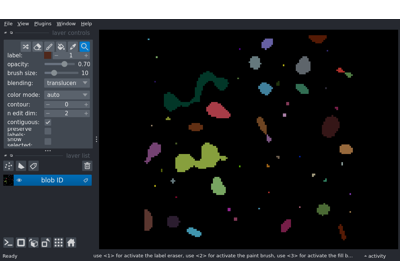 File View Plugins Window Help
layer controls
label: 1
opacity: 0.70
brush size: 10
blending: translucen
color mode: auto
contour: 0
n edit dim: 2
contiguous: ✓
preserve labels:
show selected:
layer list
blob ID
Ready
use <1> for activate the label eraser, use <2> for activate the paint brush, use <3> for activate the fill b...
activity